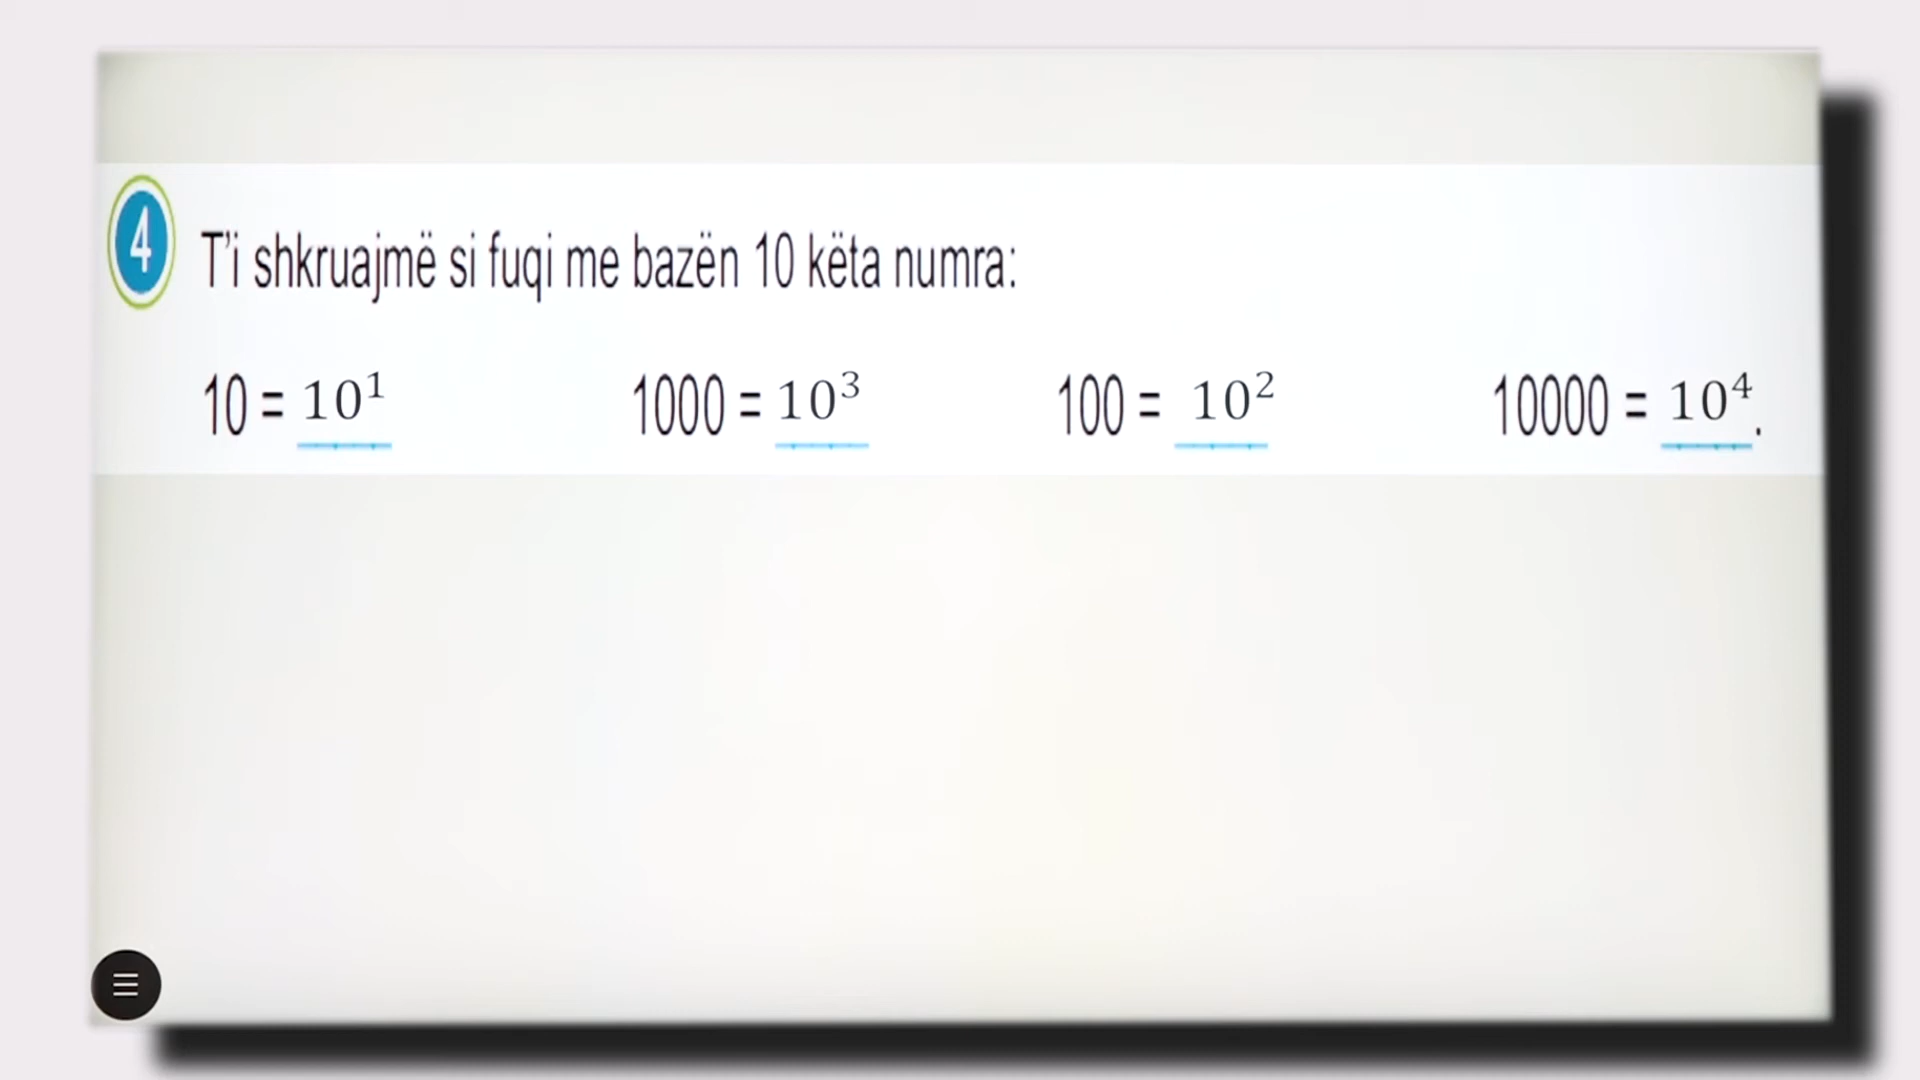 4 T'i shkruajmë si fuqi me bazën 10 këta numra:
10 = 10¹ 1000 = 10³ 100 = 10² 10000 = 10⁴.